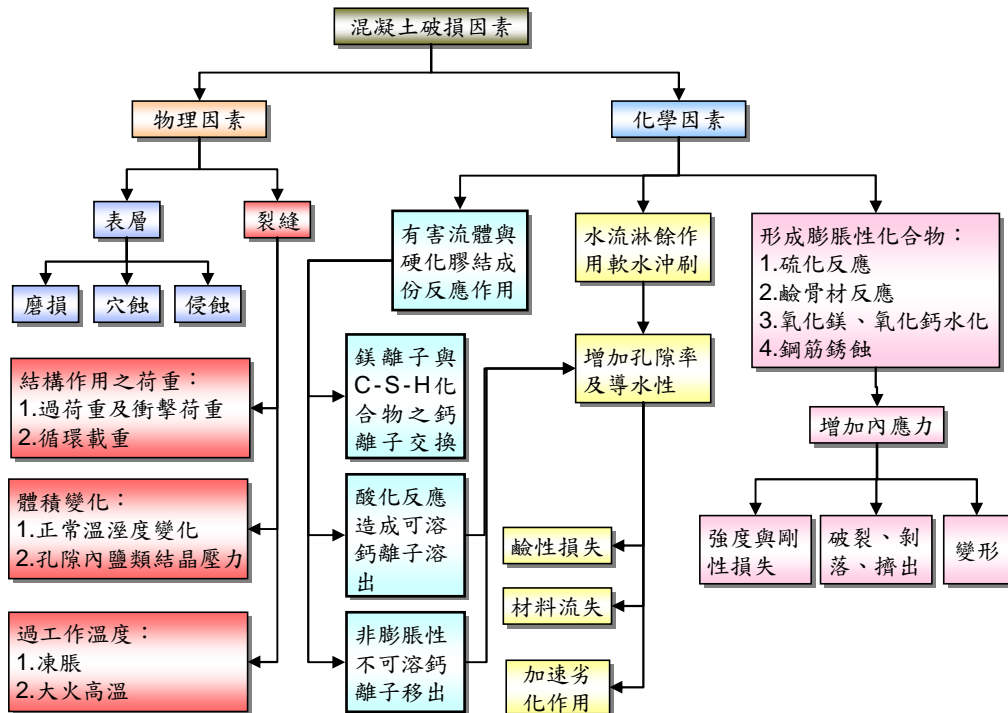 混凝土破損因素
物理因素
化學因素
表層
裂縫
磨損
穴蝕
侵蝕
結構作用之荷重：
1.過荷重及衝擊荷重
2.循環載重
體積變化：
1.正常溫溼度變化
2.孔隙內鹽類結晶壓力
過工作溫度：
1.凍脹
2.大火高溫
有害流體與
硬化膠結成
份反應作用
鎂離子與
C-S-H化
合物之鈣
離子交換
酸化反應
造成可溶
鈣離子溶
出
非膨脹性
不可溶鈣
離子移出
水流淋餘作
用軟水沖刷
增加孔隙率
及導水性
鹼性損失
材料流失
加速劣
化作用
形成膨脹性化合物：
1.硫化反應
2.鹼骨材反應
3.氧化鎂、氧化鈣水化
4.鋼筋銹蝕
增加內應力
強度與剛
性損失
破裂、剝
落、擠出
變形